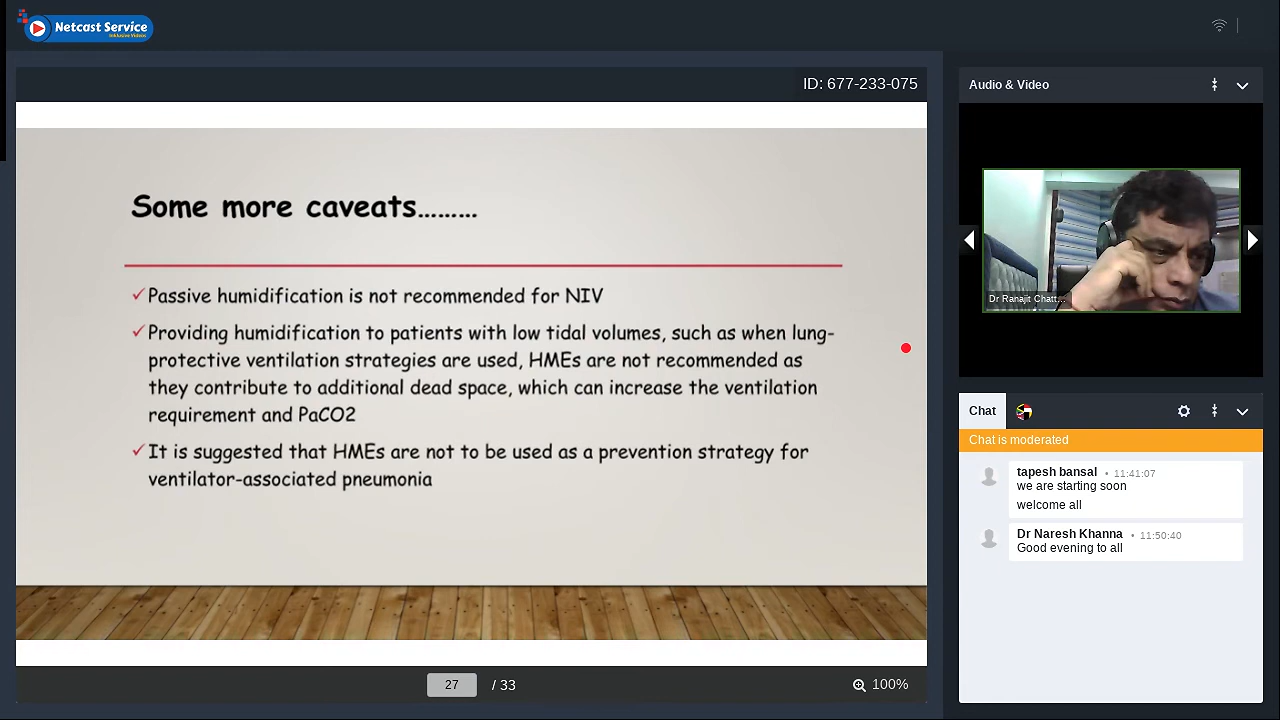 Netcast Service
Inklusive Videos
ID: 677-233-075
Some more caveats.........
Passive humidification is not recommended for NIV
Providing humidification to patients with low tidal volumes, such as when lung-
protective ventilation strategies are used, HMEs are not recommended as
they contribute to additional dead space, which can increase the ventilation
requirement and PaCO2
It is suggested that HMEs are not to be used as a prevention strategy for
ventilator-associated pneumonia
27 / 33
100%
Audio & Video
Dr Ranajit Chatt...
Chat
Chat is moderated
tapesh bansal • 11:41:07
we are starting soon
welcome all
Dr Naresh Khanna • 11:50:40
Good evening to all